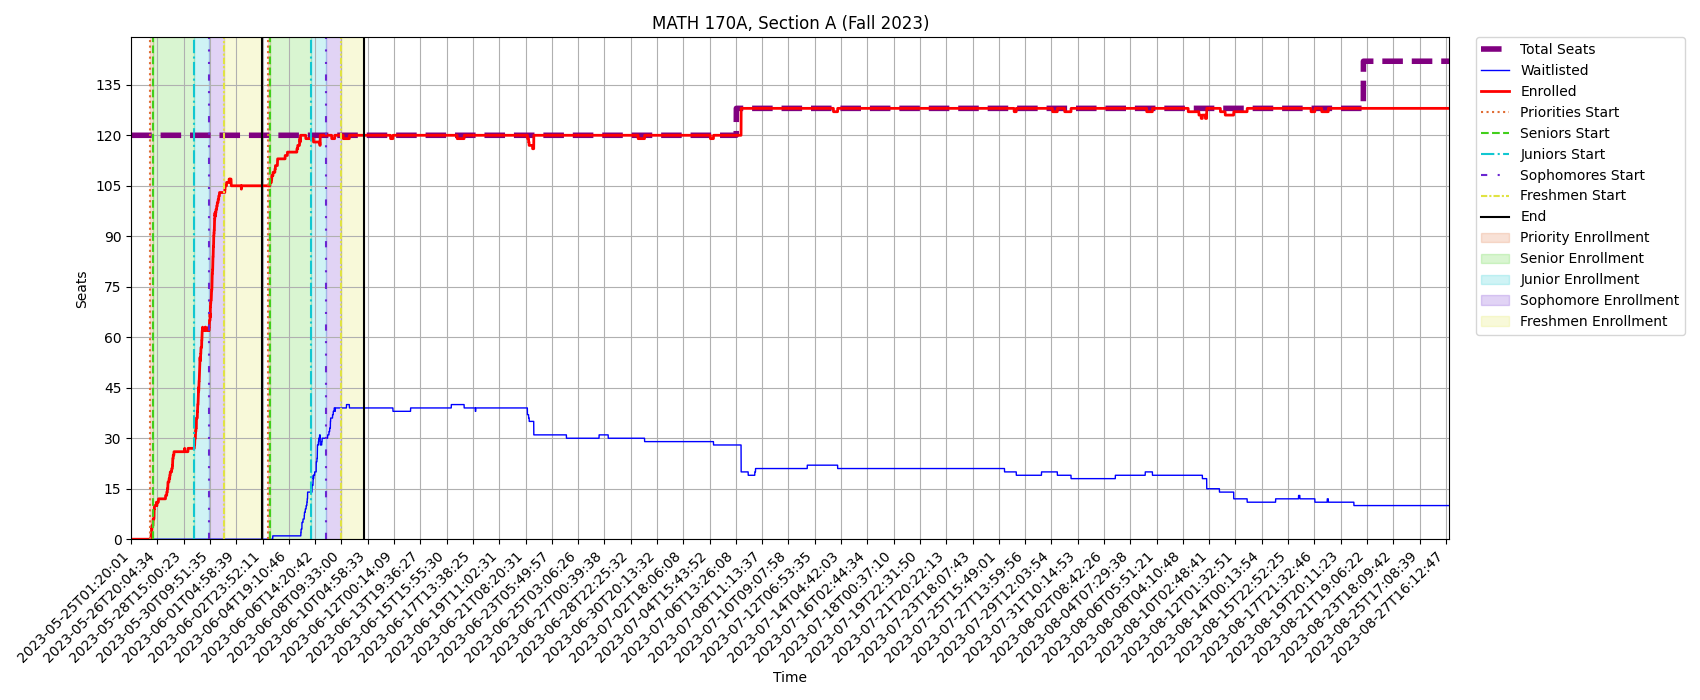 MATH 170A, Section A (Fall 2023)
Seats
135
120
105
90
75
60
45
30
15
0
2023-05-25T01:20:01
2023-05-26T20:04:34
2023-05-28T15:00:23
2023-05-30T09:51:35
2023-06-01T04:58:39
2023-06-02T23:52:11
2023-06-04T19:10:46
2023-06-06T14:20:42
2023-06-08T09:33:00
2023-06-10T04:58:33
2023-06-12T00:14:09
2023-06-13T19:36:27
2023-06-15T15:55:30
2023-06-17T13:38:25
2023-06-19T11:02:31
2023-06-21T08:20:31
2023-06-23T05:49:57
2023-06-25T03:06:26
2023-06-27T00:39:38
2023-06-28T22:25:32
2023-06-30T20:13:32
2023-07-02T18:06:08
2023-07-04T15:43:52
2023-07-06T13:26:08
2023-07-08T11:13:37
2023-07-10T09:07:58
2023-07-12T06:53:35
2023-07-14T04:42:03
2023-07-16T02:44:34
2023-07-18T00:37:10
2023-07-19T22:31:50
2023-07-21T20:22:13
2023-07-23T18:07:43
2023-07-25T15:49:01
2023-07-27T13:59:56
2023-07-29T12:03:54
2023-07-31T10:14:53
2023-08-02T08:42:26
2023-08-04T07:29:38
2023-08-06T05:51:21
2023-08-08T04:10:48
2023-08-10T02:48:41
2023-08-12T01:32:51
2023-08-14T00:13:54
2023-08-15T22:52:25
2023-08-17T21:32:46
2023-08-19T20:11:23
2023-08-21T19:06:22
2023-08-23T18:09:42
2023-08-25T17:08:39
2023-08-27T16:12:47
Time
Total Seats
Waitlisted
Enrolled
Priorities Start
Seniors Start
Juniors Start
Sophomores Start
Freshmen Start
End
Priority Enrollment
Senior Enrollment
Junior Enrollment
Sophomore Enrollment
Freshmen Enrollment